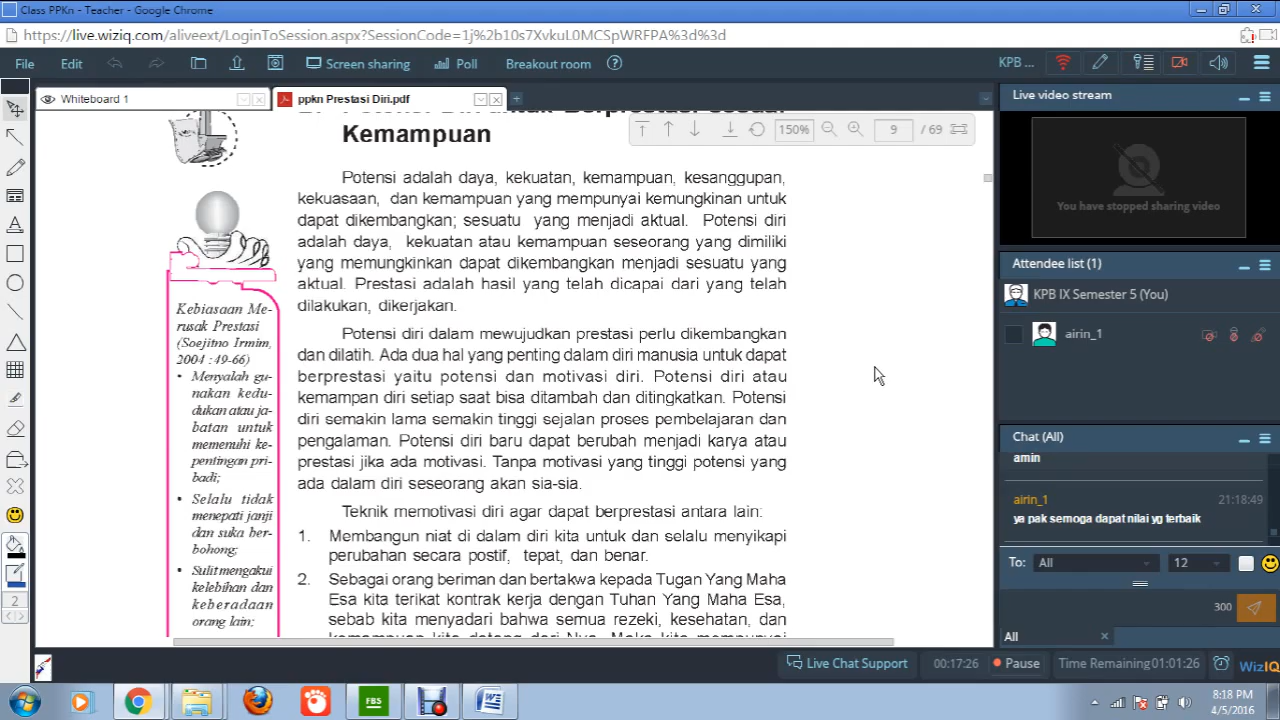 Class PPKn - Teacher - Google Chrome
https://live.wiziq.com/aliveext/LoginToSession.aspx?SessionCode=1j%2b10s7XvkuL0MCSpWRFPA%3d%3d
File Edit Screen sharing Poll Breakout room ? KPB ...
Whiteboard 1
ppkn Prestasi Diri.pdf
Live video stream
Kemampuan
150% 9 / 69
You have stopped sharing video
Potensi adalah daya, kekuatan, kemampuan, kesanggupan,
kekuasaan, dan kemampuan yang mempunyai kemungkinan untuk
dapat dikembangkan; sesuatu yang menjadi aktual. Potensi diri
adalah daya, kekuatan atau kemampuan seseorang yang dimiliki
yang memungkinkan dapat dikembangkan menjadi sesuatu yang
aktual. Prestasi adalah hasil yang telah dicapai dari yang telah
dilakukan, dikerjakan.
Potensi diri dalam mewujudkan prestasi perlu dikembangkan
dan dilatih. Ada dua hal yang penting dalam diri manusia untuk dapat
berprestasi yaitu potensi dan motivasi diri. Potensi diri atau
kemampan diri setiap saat bisa ditambah dan ditingkatkan. Potensi
diri semakin lama semakin tinggi sejalan proses pembelajaran dan
pengalaman. Potensi diri baru dapat berubah menjadi karya atau
prestasi jika ada motivasi. Tanpa motivasi yang tinggi potensi yang
ada dalam diri seseorang akan sia-sia.
Teknik memotivasi diri agar dapat berprestasi antara lain:
1. Membangun niat di dalam diri kita untuk dan selalu menyikapi
perubahan secara postif, tepat, dan benar.
2. Sebagai orang beriman dan bertakwa kepada Tugan Yang Maha
Esa kita terikat kontrak kerja dengan Tuhan Yang Maha Esa,
sebab kita menyadari bahwa semua rezeki, kesehatan, dan
Kebiasaan Me-
rusak Prestasi
(Soejitno Irmim,
2004 :49-66)
• Menyalah gu-
nakan kedu-
dukan atau ja-
batan untuk
memenuhi ke-
pentingan pri-
badi;
• Selalu tidak
menepati janji
dan suka ber-
bohong;
• Sulit mengakui
kelebihan dan
keberadaan
orang lain;
Attendee list (1)
KPB IX Semester 5 (You)
airin_1
Chat (All)
amin
airin_1 21:18:49
ya pak semoga dapat nilai yg terbaik
To: All 12
300
All
2
Live Chat Support 00:17:26 Pause Time Remaining 01:01:26 WizIQ
FBS
8:18 PM
4/5/2016